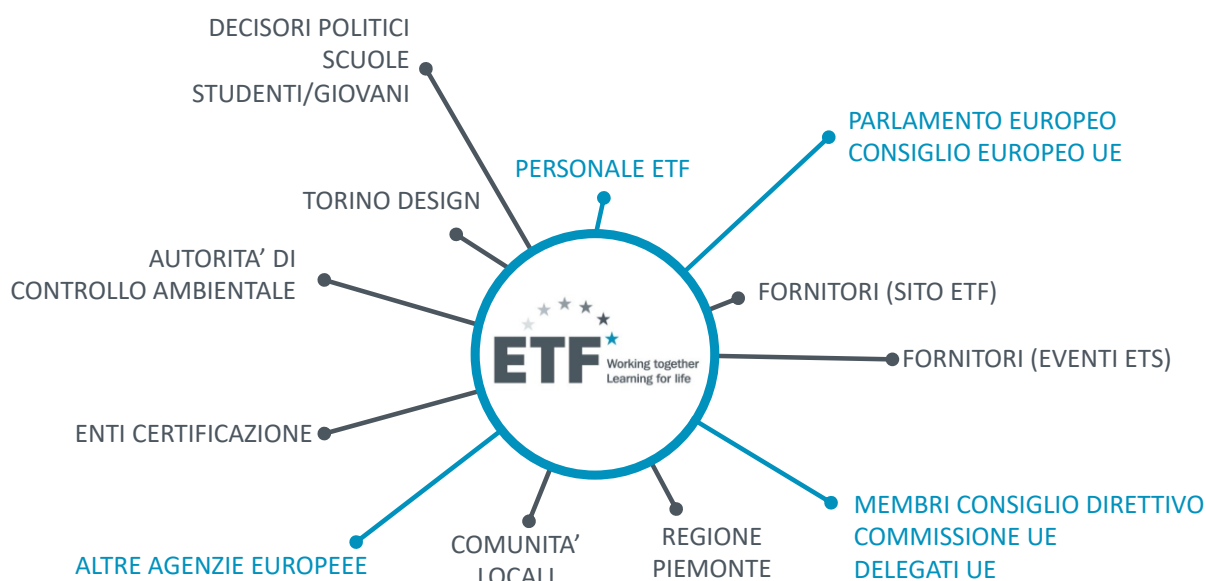 DECISORI POLITICI
SCUOLE
STUDENTI/GIOVANI
PARLAMENTO EUROPEO
CONSIGLIO EUROPEO UE
PERSONALE ETF
TORINO DESIGN
AUTORITA’ DI
CONTROLLO AMBIENTALE
FORNITORI (SITO ETF)
ETF
Working together
Learning for life
FORNITORI (EVENTI ETS)
ENTI CERTIFICAZIONE
MEMBRI CONSIGLIO DIRETTIVO
COMMISSIONE UE
DELEGATI UE
REGIONE
PIEMONTE
COMUNITA’
LOCALI
ALTRE AGENZIE EUROPEEE